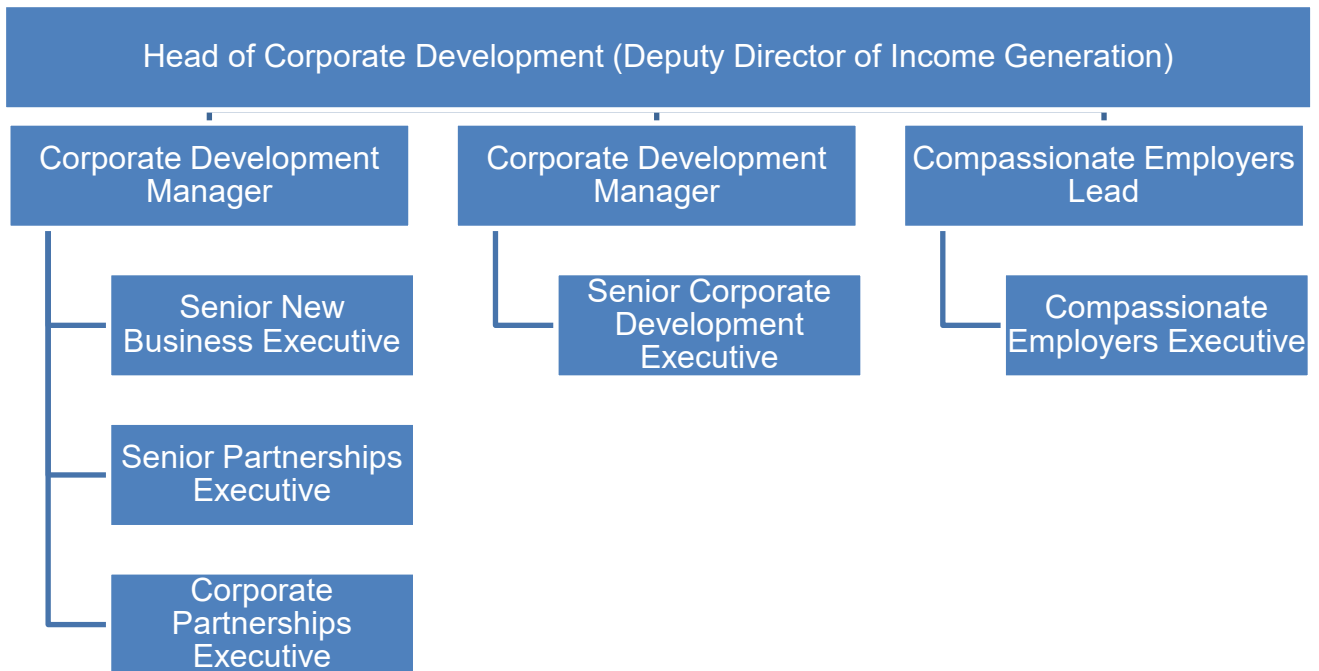 Head of Corporate Development (Deputy Director of Income Generation)
Corporate Development
Manager
Senior New
Business Executive
Senior Partnerships
Executive
Corporate
Partnerships
Executive
Corporate Development
Manager
Senior Corporate
Development
Executive
Compassionate Employers
Lead
Compassionate
Employers Executive